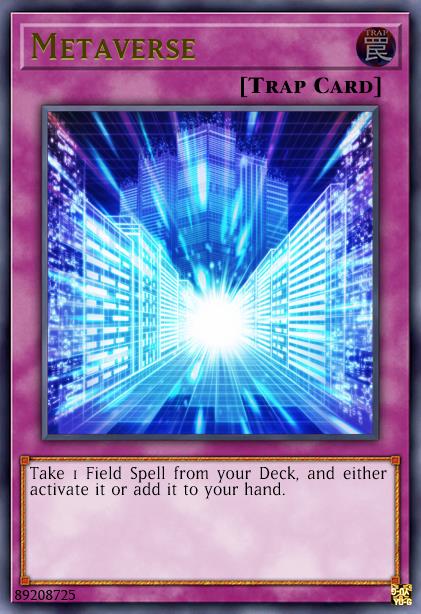 Metaverse
TRAP
罠
[Trap Card]
Take 1 Field Spell from your Deck, and either
activate it or add it to your hand.
89208725